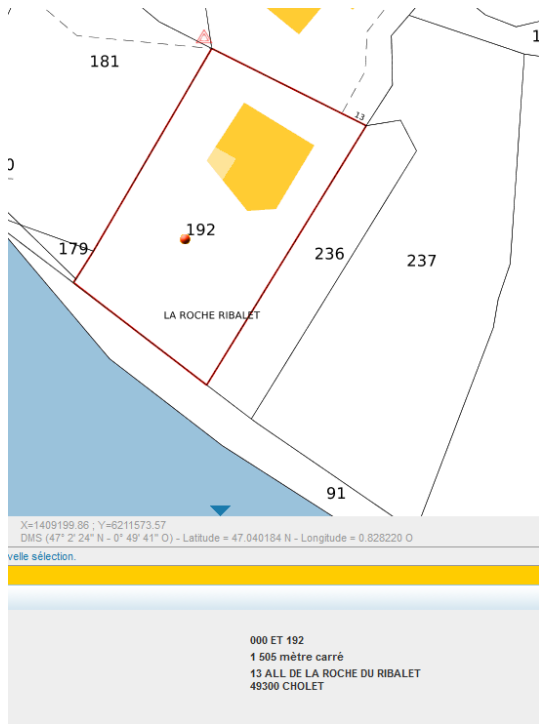 181
1
13
0
192
179
236
237
LA ROCHE RIBALET
91
X=1409199.86 ; Y=6211573.57
DMS (47° 2' 24" N - 0° 49' 41" O) - Latitude = 47.040184 N - Longitude = 0.828220 O
velle sélection.
000 ET 192
1 505 mètre carré
13 ALL DE LA ROCHE DU RIBALET
49300 CHOLET